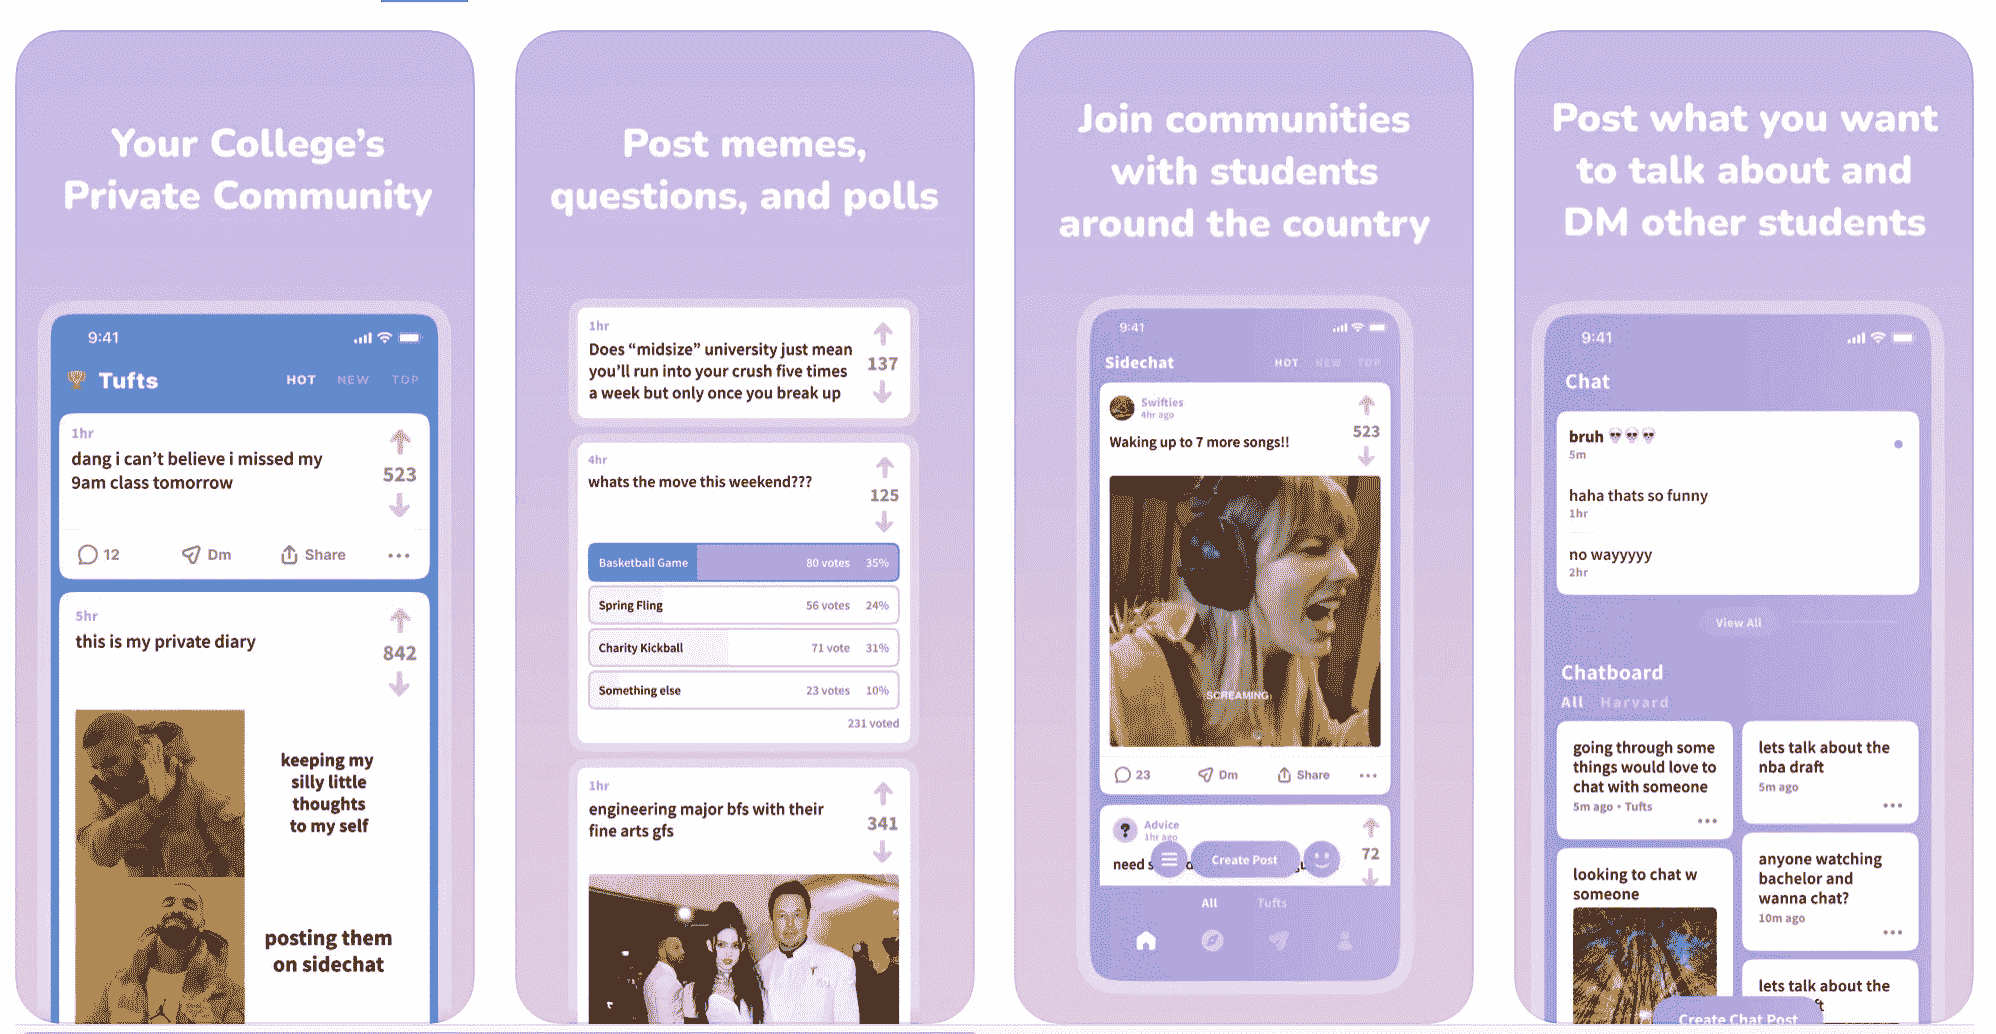 Your College's
Private Community
9:41
Tufts
HOT NEW TOP
1hr
dang i can't believe i missed my
9am class tomorrow
523
12 Dm Share
5hr
this is my private diary
842
keeping my
silly little
thoughts
to my self
posting them
on sidechat
Post memes,
questions, and polls
1hr
Does “midsize” university just mean
you'll run into your crush five times
a week but only once you break up
137
4hr
whats the move this weekend???
125
Basketball Game 80 votes 35%
Spring Fling 56 votes 24%
Charity Kickball 71 vote 31%
Something else 23 votes 10%
231 voted
1hr
engineering major bfs with their
fine arts gfs
341
Join communities
with students
around the country
9:41
Sidechat
HOT NEW TOP
Swifties
4hr ago
Waking up to 7 more songs!!
523
SCREAMING
23 Dm Share
Advice
1hr ago
need
72
Create Post
All Tufts
Post what you want
to talk about and
DM other students
9:41
Chat
bruh 💀💀💀
5m
haha thats so funny
1hr
no wayyyyy
2hr
View All
Chatboard
All Harvard
going through some
things would love to
chat with someone
5m ago • Tufts
looking to chat w
someone
lets talk about the
nba draft
5m ago
anyone watching
bachelor and
wanna chat?
10m ago
lets talk about the
Create Chat Post